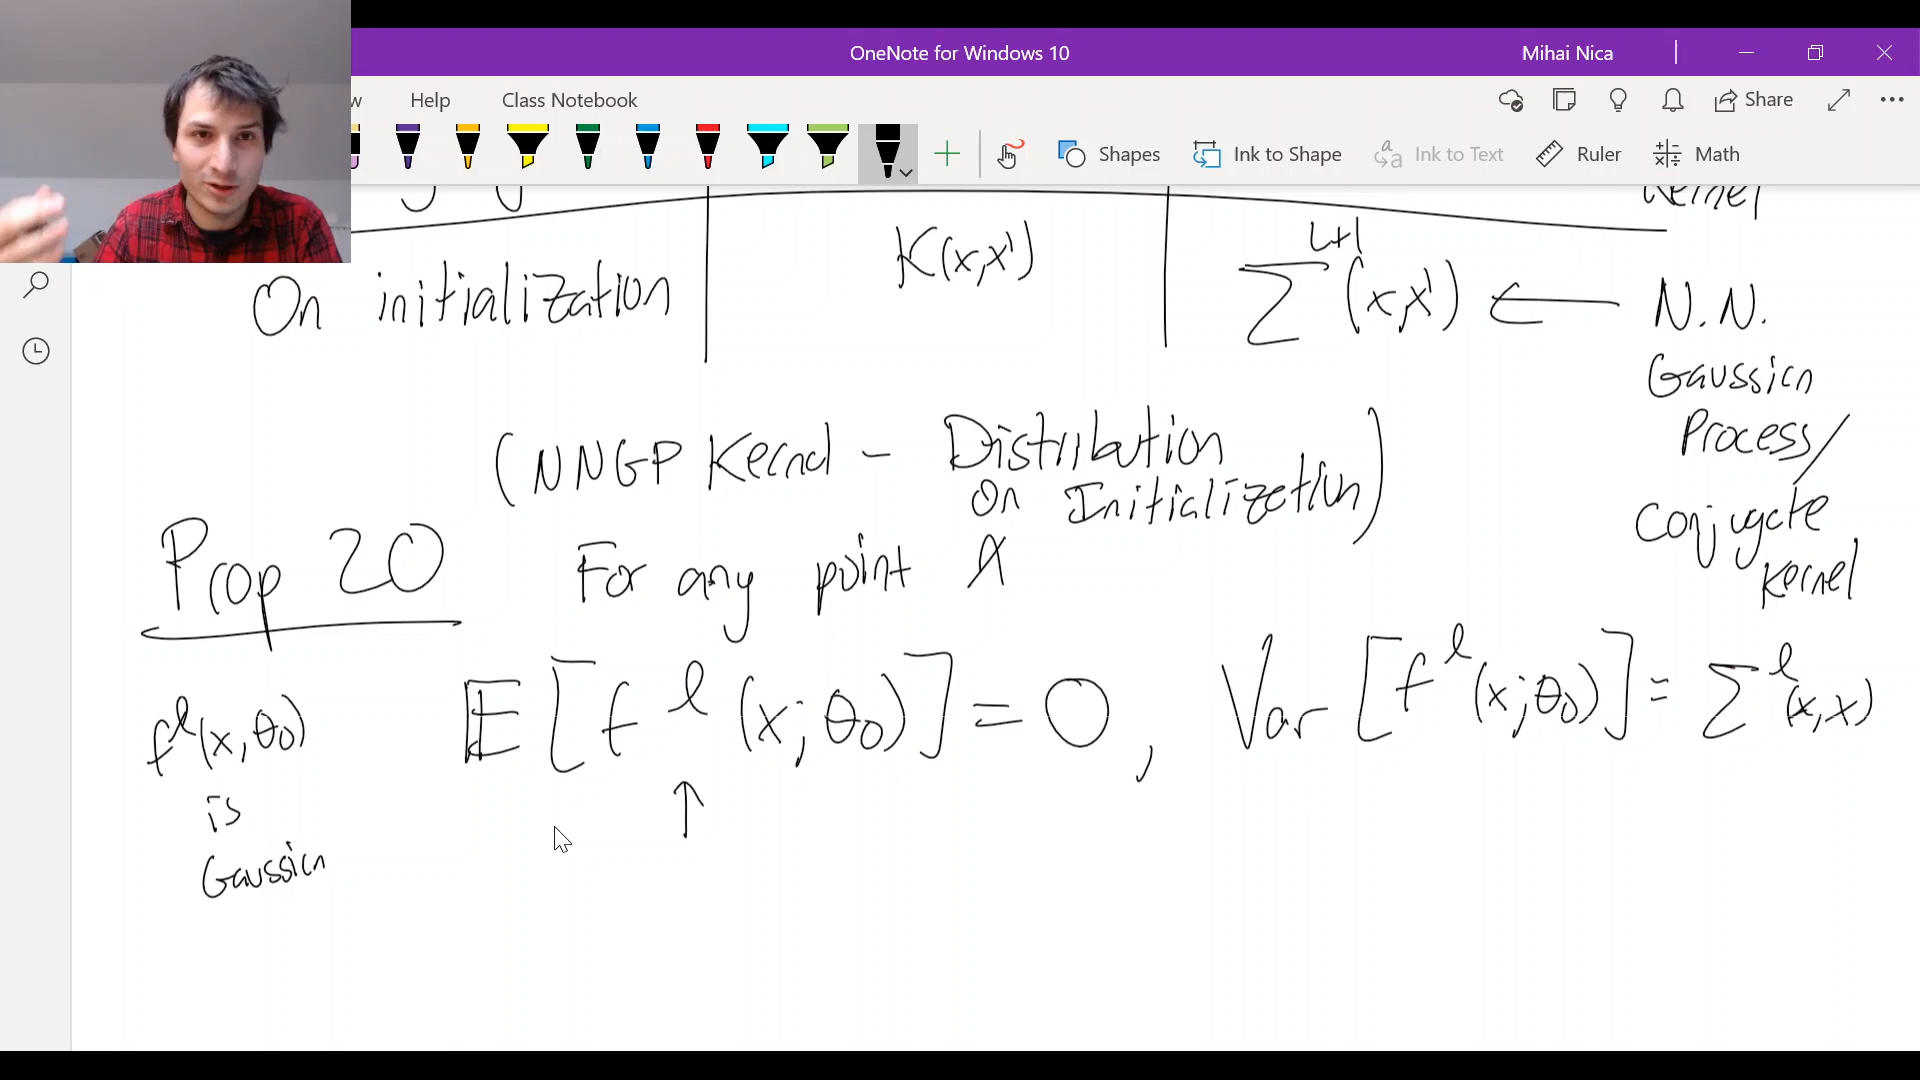 OneNote for Windows 10
Mihai Nica
w Help Class Notebook
Share
Shapes
Ink to Shape
Ink to Text
Ruler
Math
Kernel
On initialization
K(x,x')
Σ^{L+1}(x,x') ← N.N.
Gaussian
Process/
Conjugate
Kernel
(NNGP Kernel - Distribution
On Initialization)
Prop 20
For any point X
f^ℓ(x,θ₀)
is
Gaussian
E[f^ℓ(x;θ₀)] = 0, Var[f^ℓ(x;θ₀)] = Σ^ℓ(x,x)
↑